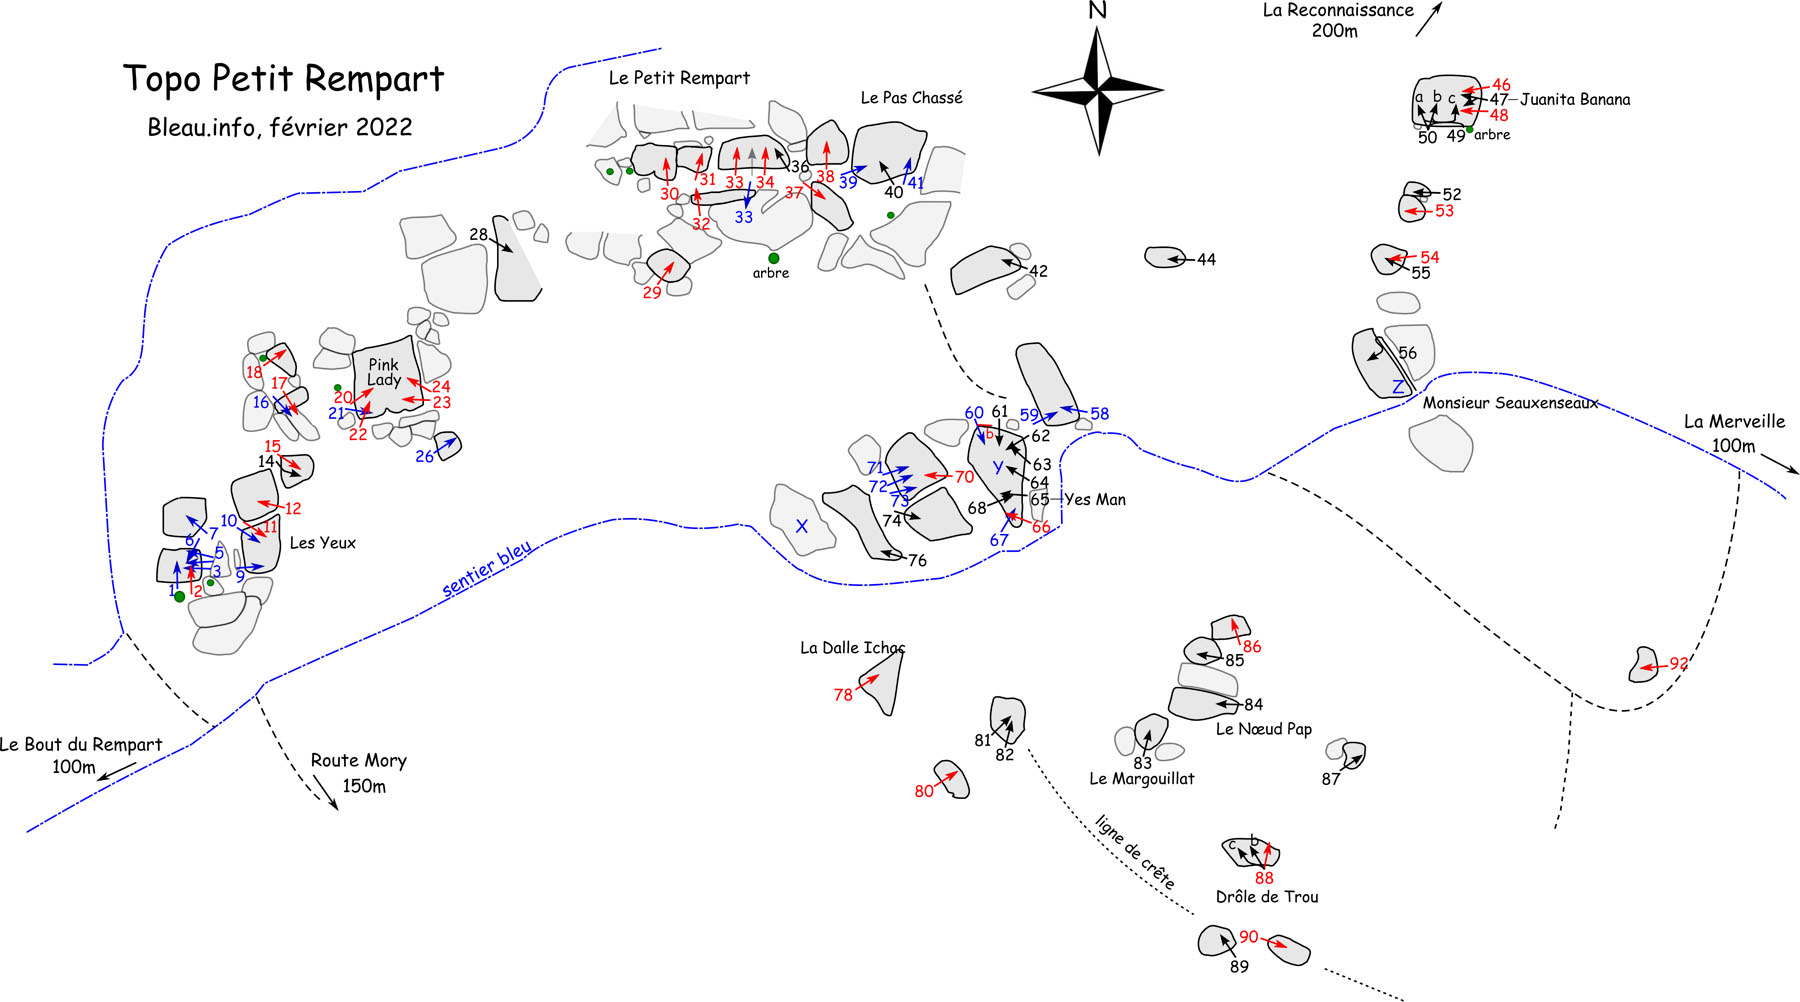 N
La Reconnaissance
200m
Topo Petit Rempart
Bleau.info, février 2022
Le Petit Rempart
Le Pas Chassé
46
a b c
47 Juanita Banana
48
50 49 arbre
30
31
33
34
36
38
39
40
41
37
32
33
52
53
28
29
arbre
42
44
54
55
18
17
16
Pink
Lady
20
21
22
24
23
26
56
Z
Monsieur Seauxenseaux
La Merveille
100m
15
14
12
10
11
Les Yeux
6
7
5
3
9
1
2
60
61
59
58
b
62
63
Y
64
65 Yes Man
66
67
68
70
71
72
73
74
76
X
sentier bleu
La Dalle Ichac
78
86
85
84
Le Nœud Pap
83
Le Margouillat
92
87
81
82
80
Le Bout du Rempart
100m
Route Mory
150m
ligne de crête
c b
88
Drôle de Trou
90
89